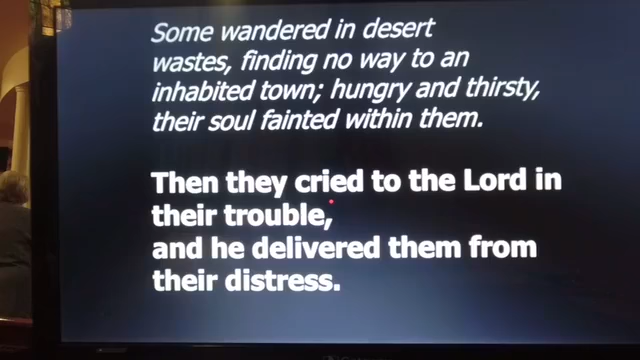 Some wandered in desert
wastes, finding no way to an
inhabited town; hungry and thirsty,
their soul fainted within them.
Then they cried to the Lord in
their trouble,
and he delivered them from
their distress.